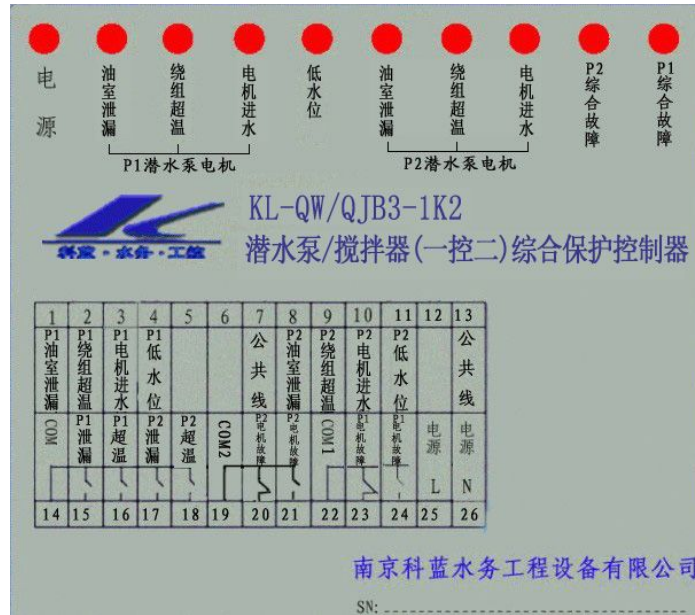 电源
油室泄漏
绕组超温
电机进水
低水位
油室泄漏
绕组超温
电机进水
P2综合故障
P1综合故障
P1潜水泵电机
P2潜水泵电机
科蓝·水务·工程
KL-QW/QJB3-1K2
潜水泵/搅拌器(一控二)综合保护控制器
1 2 3 4 5 6 7 8 9 10 11 12 13
P1油室泄漏
P1绕组超温
P1电机进水
P1低水位
公共线
P2油室泄漏
P2绕组超温
P2电机进水
P2低水位
公共线
COM
P1泄漏
P1超温
P2泄漏
P2超温
COM2
P2电机故障
P2电机故障
COM1
P1电机故障
P1电机故障
电源L
电源N
14 15 16 17 18 19 20 21 22 23 24 25 26
南京科蓝水务工程设备有限公司
SN: